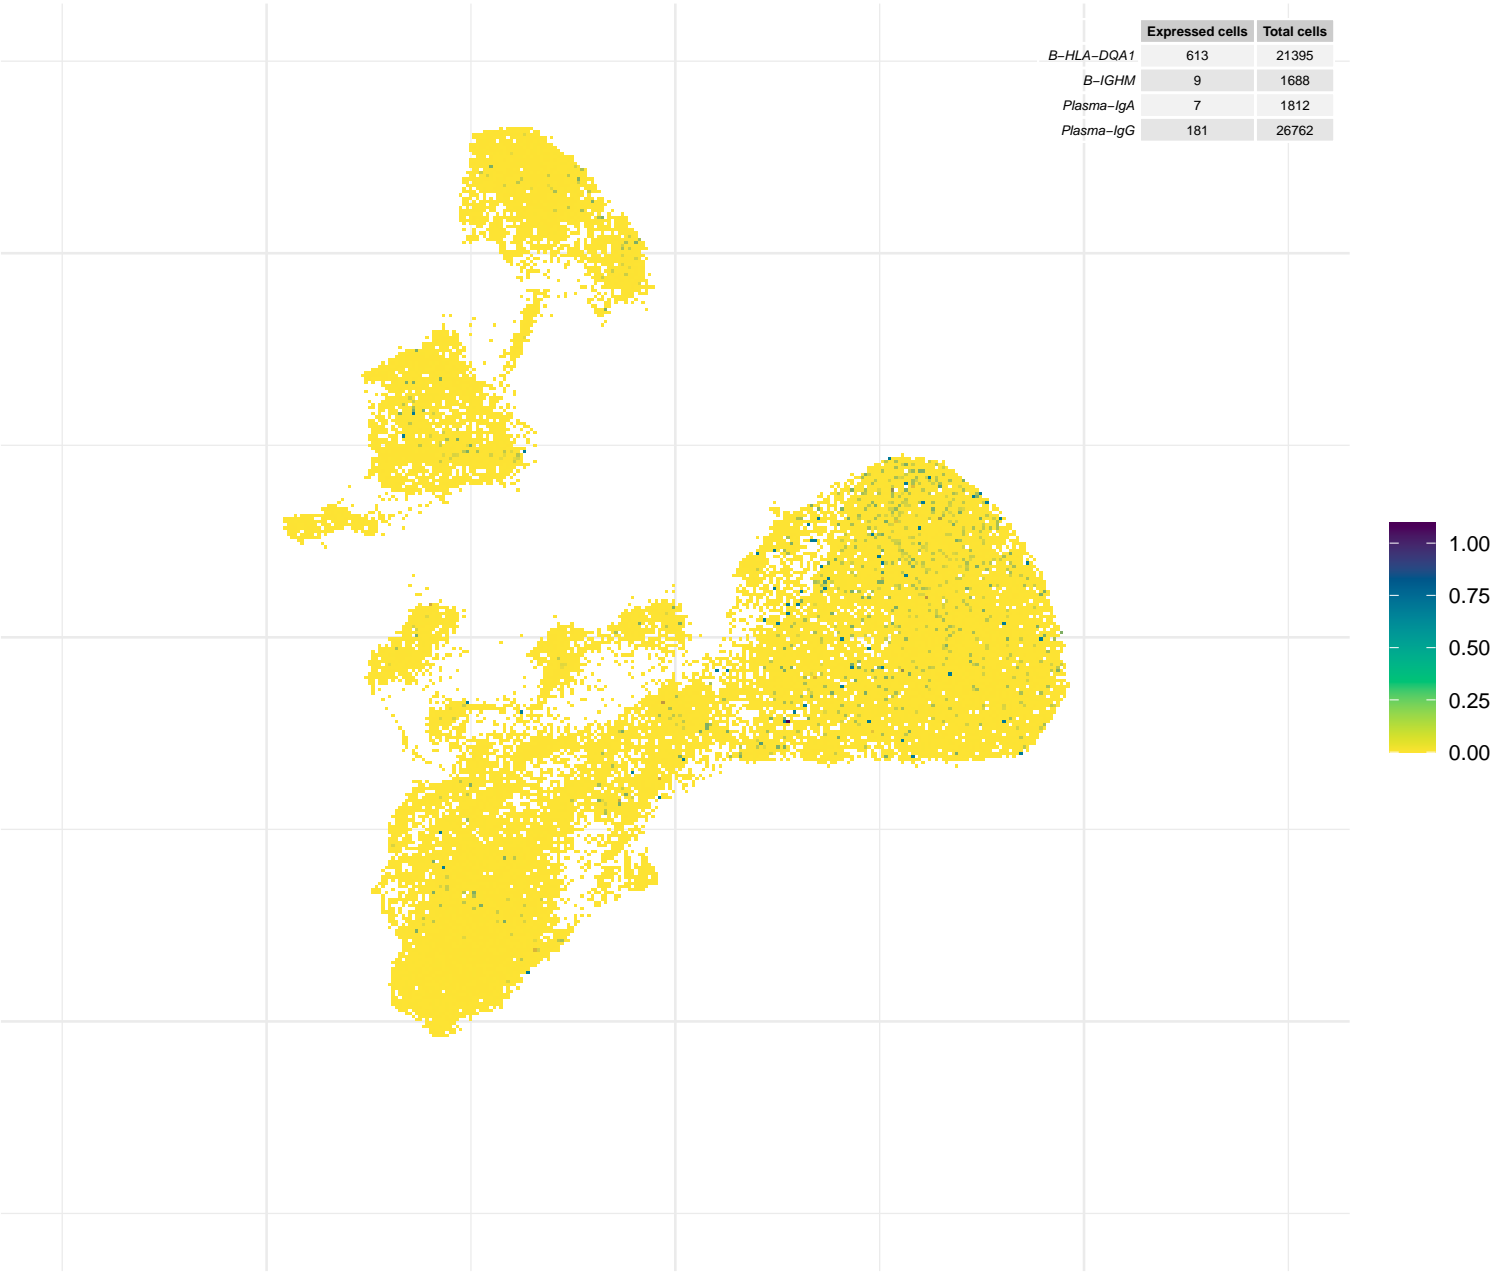 Expressed cells Total cells
B−HLA−DQA1 613 21395
B−IGHM 9 1688
Plasma−IgA 7 1812
Plasma−IgG 181 26762
1.00
0.75
0.50
0.25
0.00